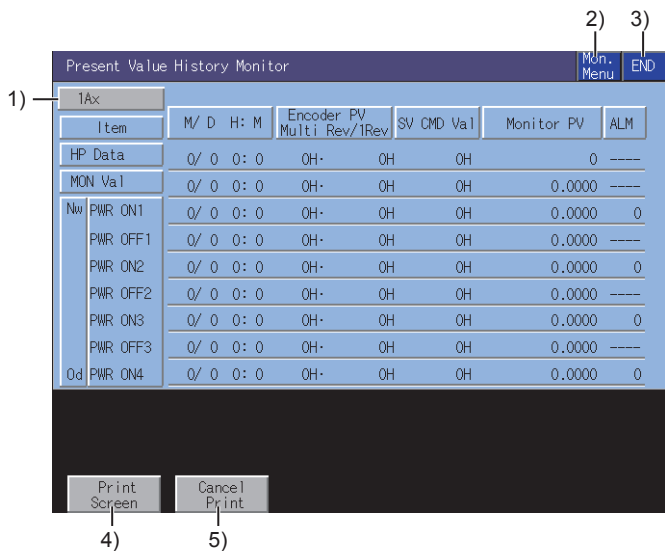 2) 3)
Present Value History Monitor Mon. Menu END
1) 1Ax
Item M/ D H: M Encoder PV Multi Rev/1Rev SV CMD Val Monitor PV ALM
HP Data 0/ 0 0: 0 0H· 0H 0H 0 ----
MON Val 0/ 0 0: 0 0H· 0H 0H 0.0000 ----
Nw PWR ON1 0/ 0 0: 0 0H· 0H 0H 0.0000 0
PWR OFF1 0/ 0 0: 0 0H· 0H 0H 0.0000 ----
PWR ON2 0/ 0 0: 0 0H· 0H 0H 0.0000 0
PWR OFF2 0/ 0 0: 0 0H· 0H 0H 0.0000 ----
PWR ON3 0/ 0 0: 0 0H· 0H 0H 0.0000 0
PWR OFF3 0/ 0 0: 0 0H· 0H 0H 0.0000 ----
Od PWR ON4 0/ 0 0: 0 0H· 0H 0H 0.0000 0
Print Screen Cancel Print
4) 5)